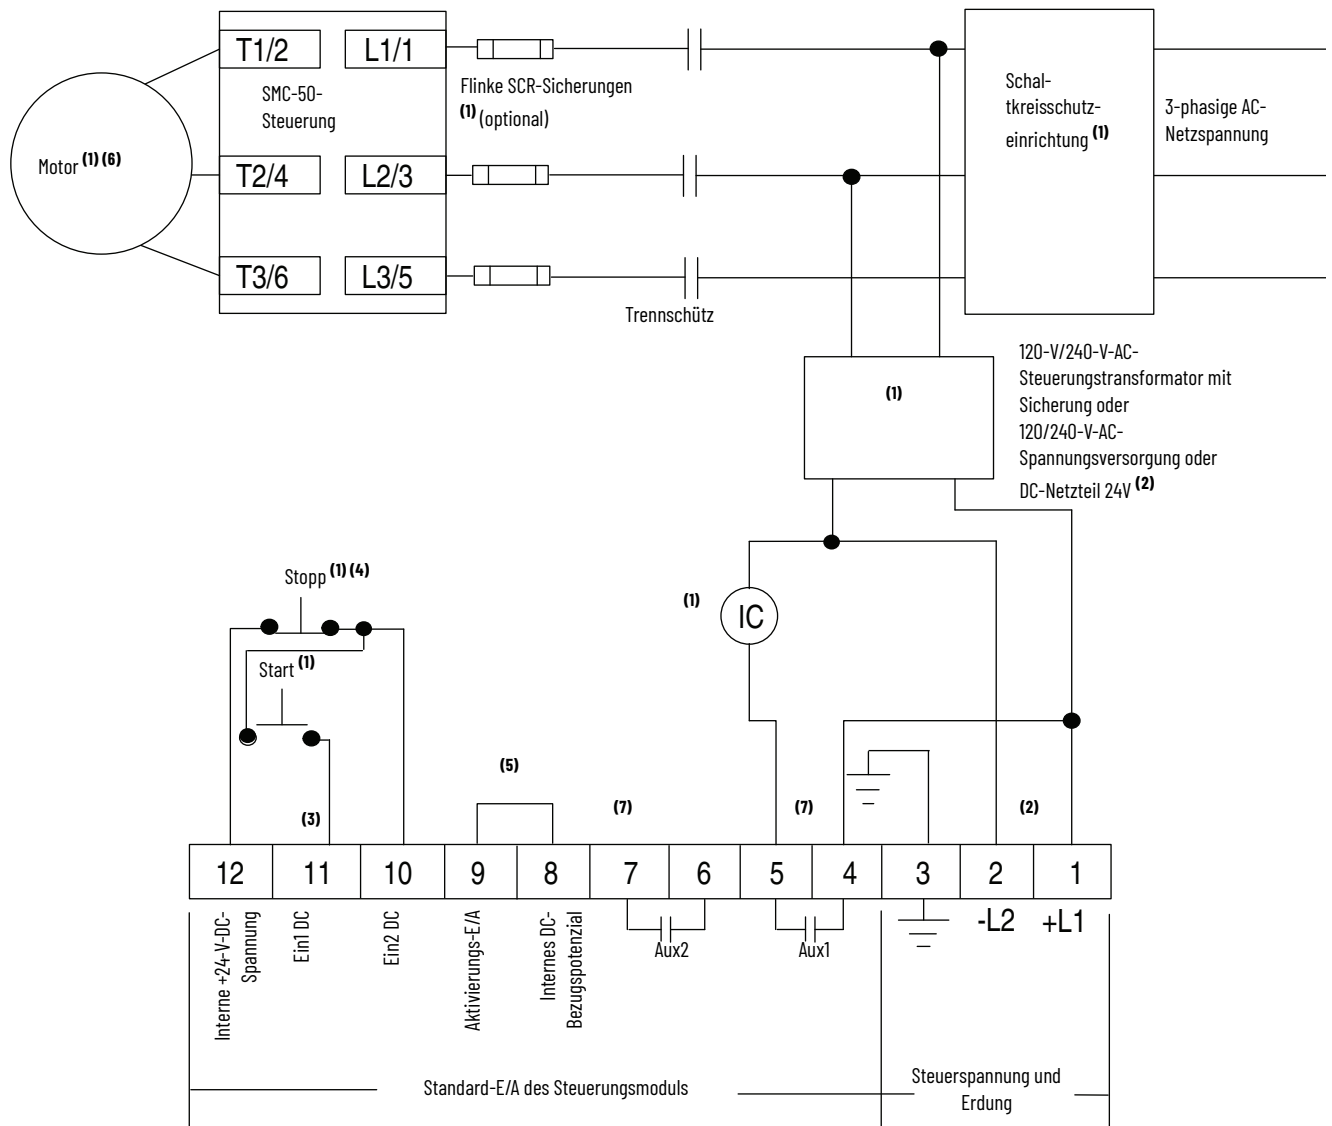 T1/2
L1/1
SMC-50-
Steuerung
Flinke SCR-Sicherungen
(1) (optional)
Schal-
tkreisschutz-
einrichtung (1)
3-phasige AC-
Netzspannung
Motor (1) (6)
T2/4
L2/3
T3/6
L3/5
Trennschütz
120-V/240-V-AC-
Steuerungstransformator mit
Sicherung oder
120/240-V-AC-
Spannungsversorgung oder
DC-Netzteil 24V (2)
(1)
Stopp (1) (4)
(1)
IC
Start (1)
(5)
(3)
(7)
(7)
(2)
12
11
10
9
8
7
6
5
4
3
2
1
Interne +24-V-DC-
Spannung
Ein1 DC
Ein2 DC
Aktivierungs-E/A
Internes DC-
Bezugspotenzial
Aux2
Aux1
-L2
+L1
Standard-E/A des Steuerungsmoduls
Steuerspannung und
Erdung